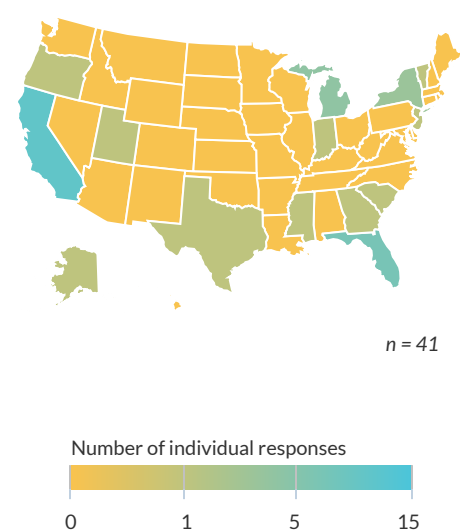 n = 41
Number of individual responses
0 1 5 15